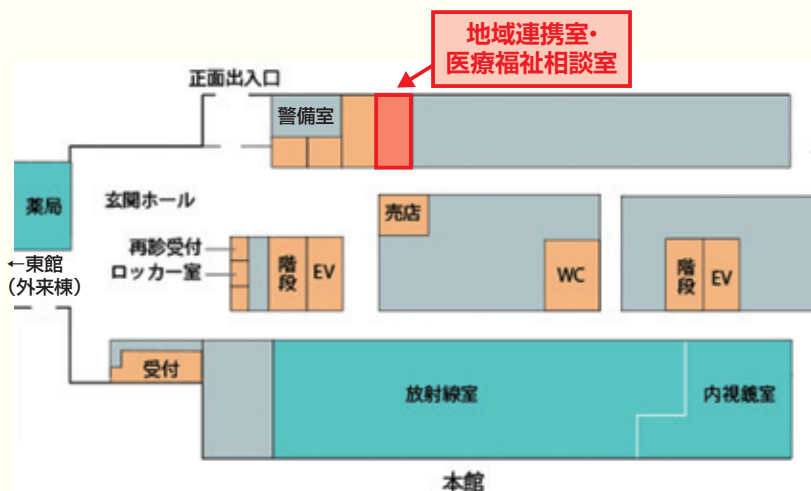 地域連携室・
医療福祉相談室
正面出入口
警備室
薬局
玄関ホール
売店
再診受付
ロッカー室
階段
EV
WC
階段
EV
←東館
（外来棟）
受付
放射線室
内視鏡室
本館